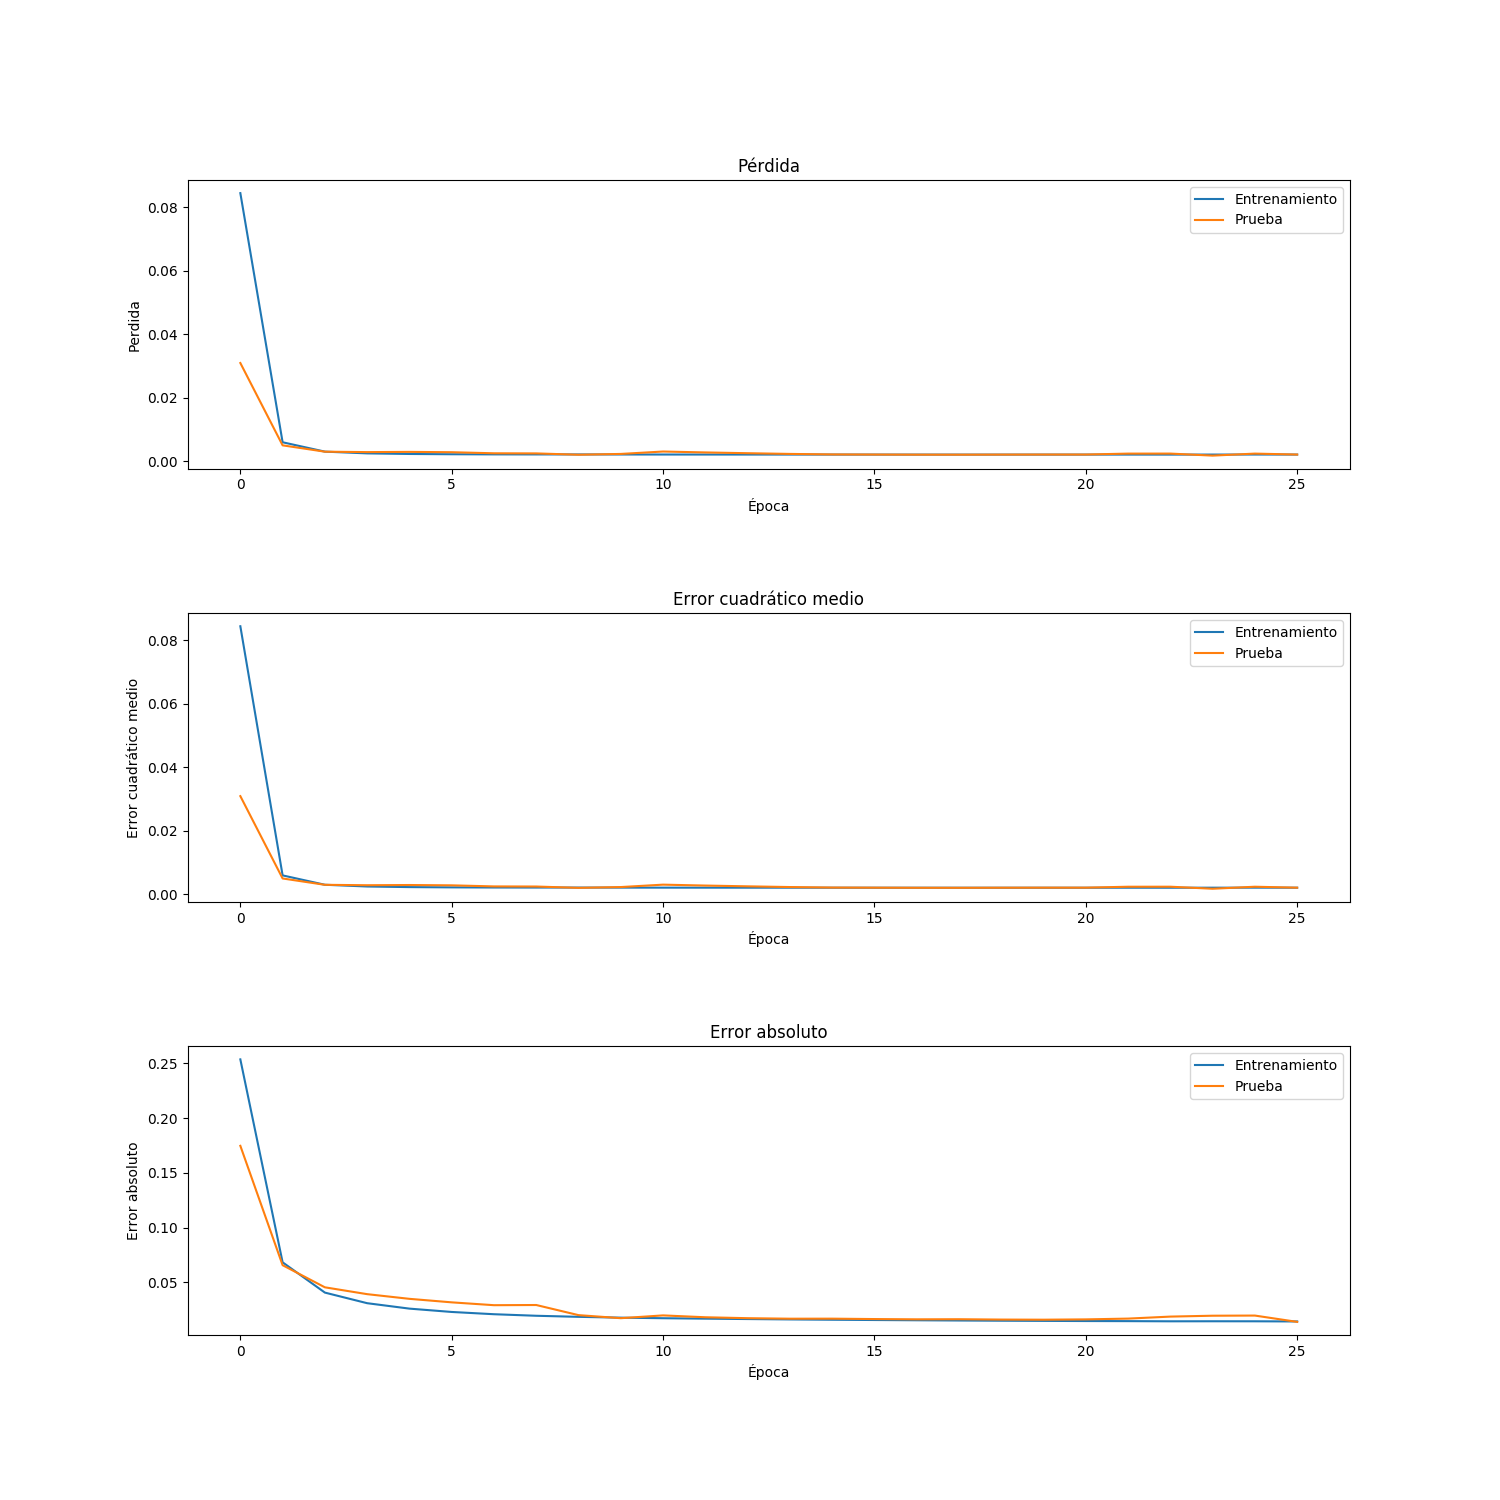 Pérdida
Entrenamiento
Prueba
Perdida
0.08
0.06
0.04
0.02
0.00
0 5 10 15 20 25
Época
Error cuadrático medio
Entrenamiento
Prueba
Error cuadrático medio
0.08
0.06
0.04
0.02
0.00
0 5 10 15 20 25
Época
Error absoluto
Entrenamiento
Prueba
Error absoluto
0.25
0.20
0.15
0.10
0.05
0 5 10 15 20 25
Época